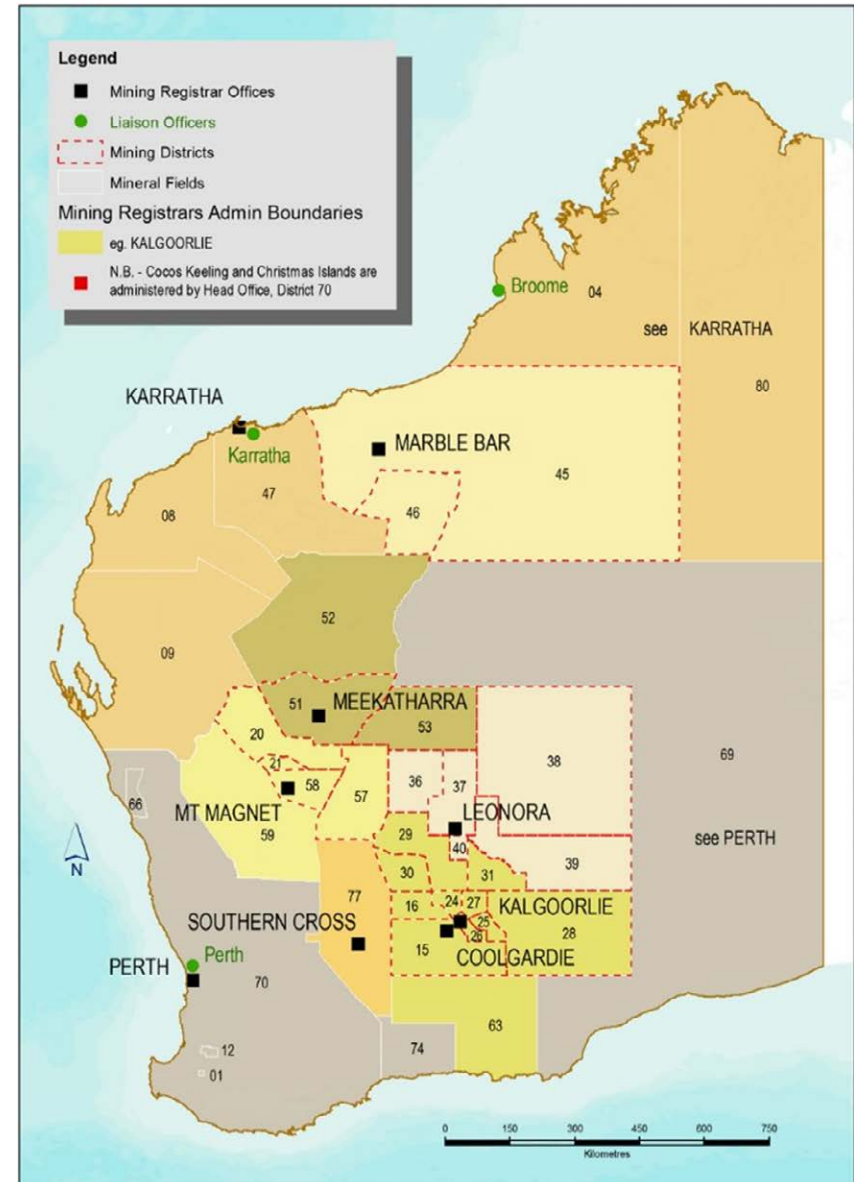 Legend
Mining Registrar Offices
Liaison Officers
Mining Districts
Mineral Fields
Mining Registrars Admin Boundaries
eg. KALGOORLIE
N.B. - Cocos Keeling and Christmas Islands are
administered by Head Office, District 70
Broome
04
see KARRATHA
80
KARRATHA
Karratha
MARBLE BAR
45
47
46
08
52
09
51
MEEKATHARRA
53
20
38
69
21
58
36
37
66
57
MT MAGNET
LEONORA
59
29
40
see PERTH
39
30
31
77
16
24
27
KALGOORLIE
SOUTHERN CROSS
25
28
26
15
COOLGARDIE
PERTH
Perth
70
63
74
12
01
N
0 150 300 450 600 750
Kilometres